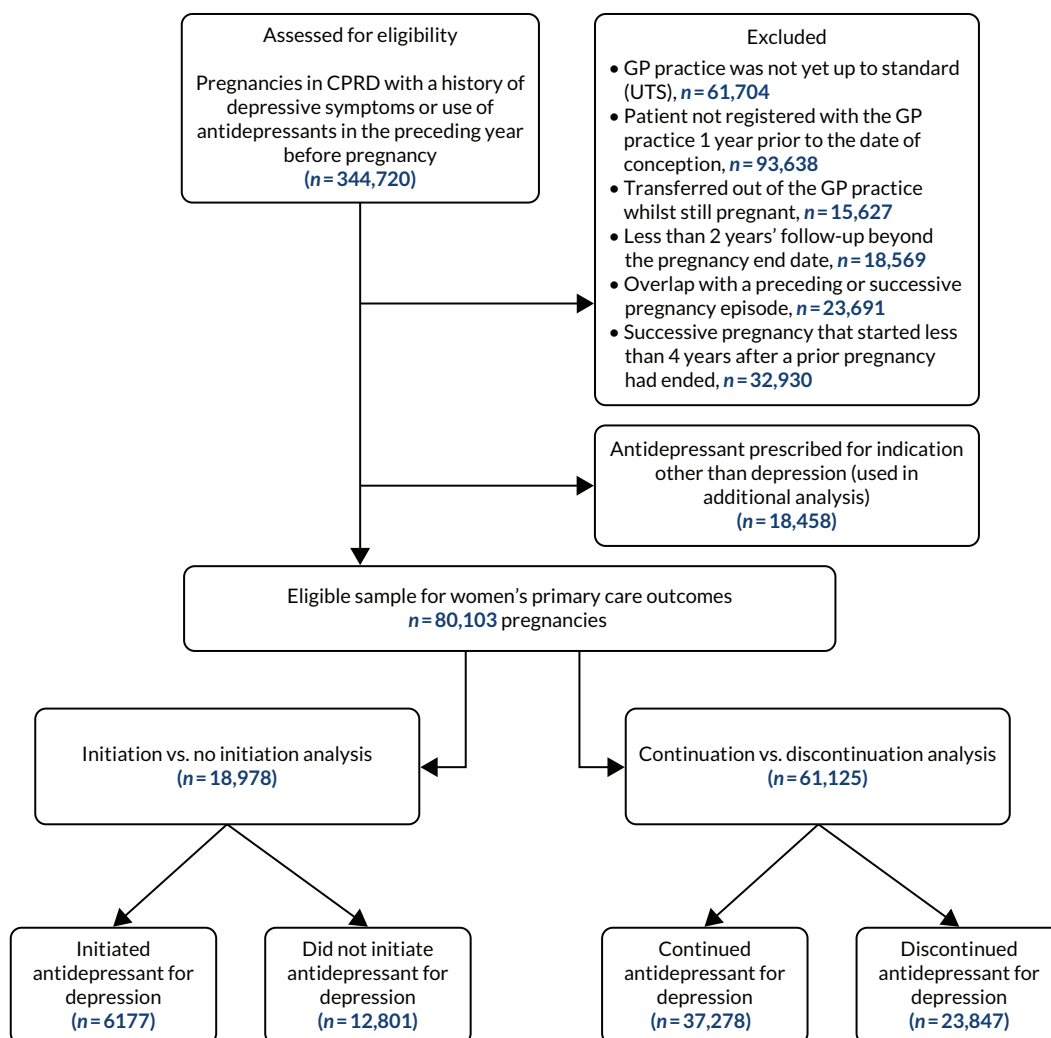 Assessed for eligibility
Pregnancies in CPRD with a history of
depressive symptoms or use of
antidepressants in the preceding year
before pregnancy
(n = 344,720)
Excluded
• GP practice was not yet up to standard
(UTS), n = 61,704
• Patient not registered with the GP
practice 1 year prior to the date of
conception, n = 93,638
• Transferred out of the GP practice
whilst still pregnant, n = 15,627
• Less than 2 years’ follow-up beyond
the pregnancy end date, n = 18,569
• Overlap with a preceding or successive
pregnancy episode, n = 23,691
• Successive pregnancy that started less
than 4 years after a prior pregnancy
had ended, n = 32,930
Antidepressant prescribed for indication
other than depression (used in
additional analysis)
(n = 18,458)
Eligible sample for women’s primary care outcomes
n = 80,103 pregnancies
Initiation vs. no initiation analysis
(n = 18,978)
Continuation vs. discontinuation analysis
(n = 61,125)
Initiated
antidepressant for
depression
(n = 6177)
Did not initiate
antidepressant for
depression
(n = 12,801)
Continued
antidepressant for
depression
(n = 37,278)
Discontinued
antidepressant for
depression
(n = 23,847)